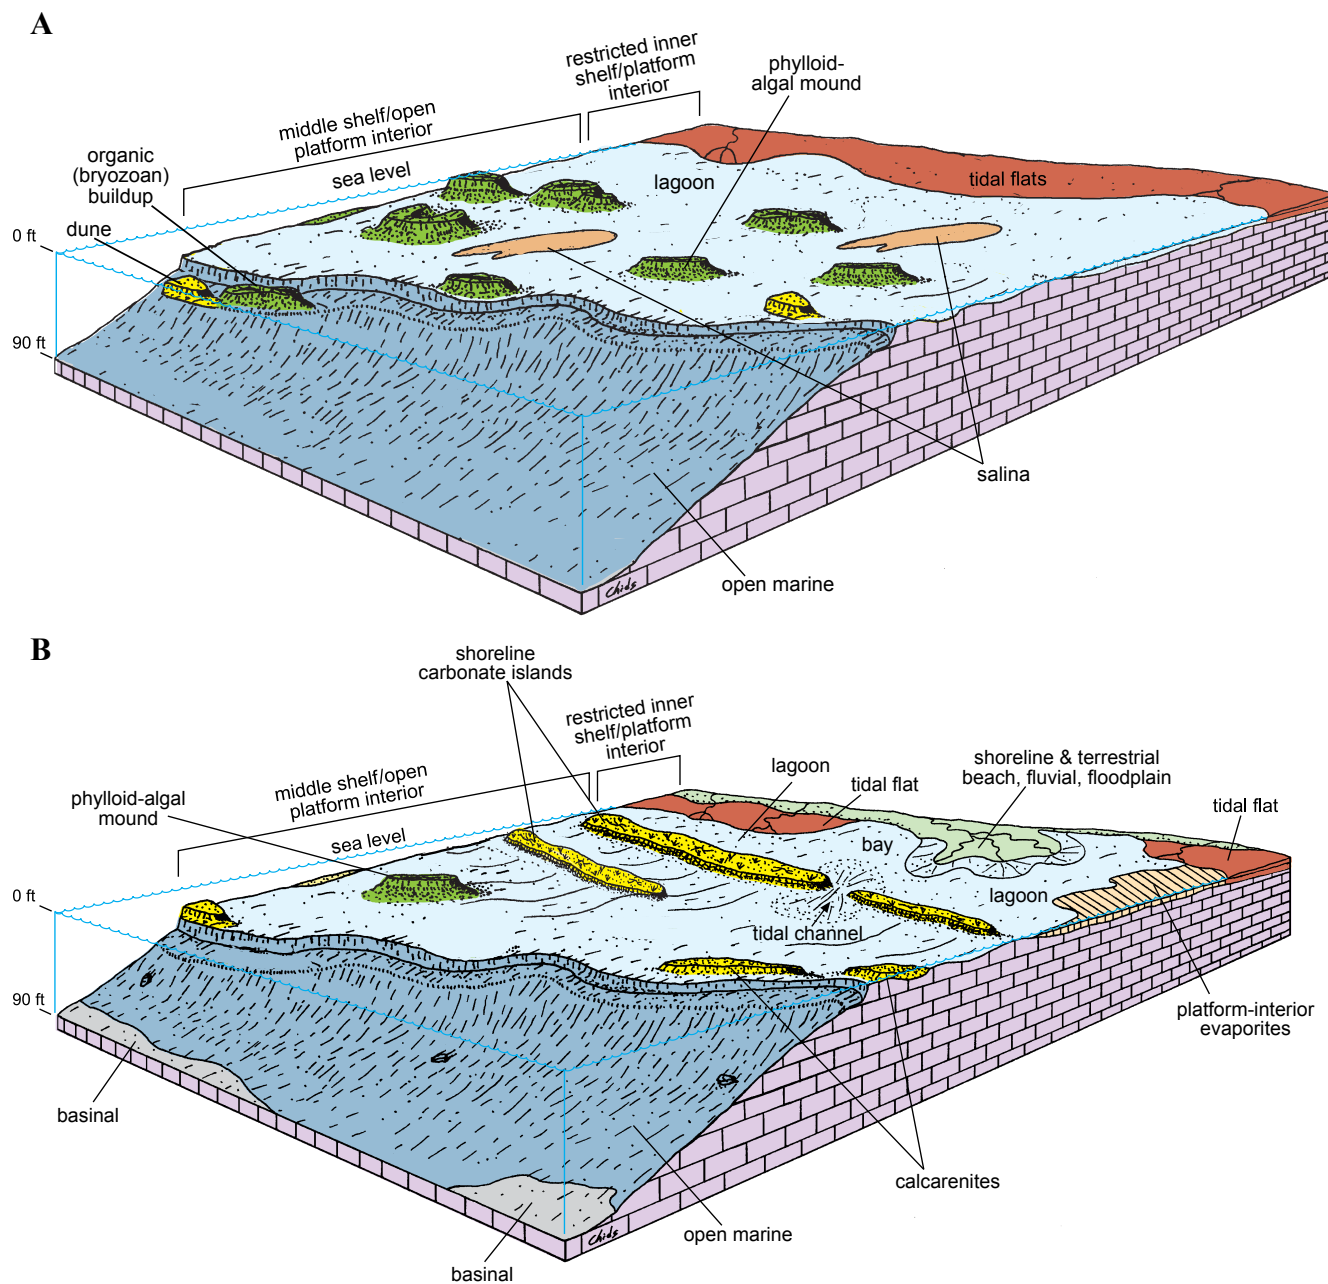 A
restricted inner
shelf/platform
interior
phylloid-
algal mound
middle shelf/open
platform interior
organic
(bryozoan)
buildup
sea level
lagoon
tidal flats
dune
0 ft
90 ft
salina
open marine
Chids
B
shoreline
carbonate islands
restricted inner
shelf/platform
interior
middle shelf/open
platform interior
lagoon
shoreline & terrestrial
beach, fluvial, floodplain
phylloid-algal
mound
tidal flat
tidal flat
sea level
bay
0 ft
lagoon
tidal channel
90 ft
platform-interior
evaporites
basinal
calcarenites
open marine
Chids
basinal